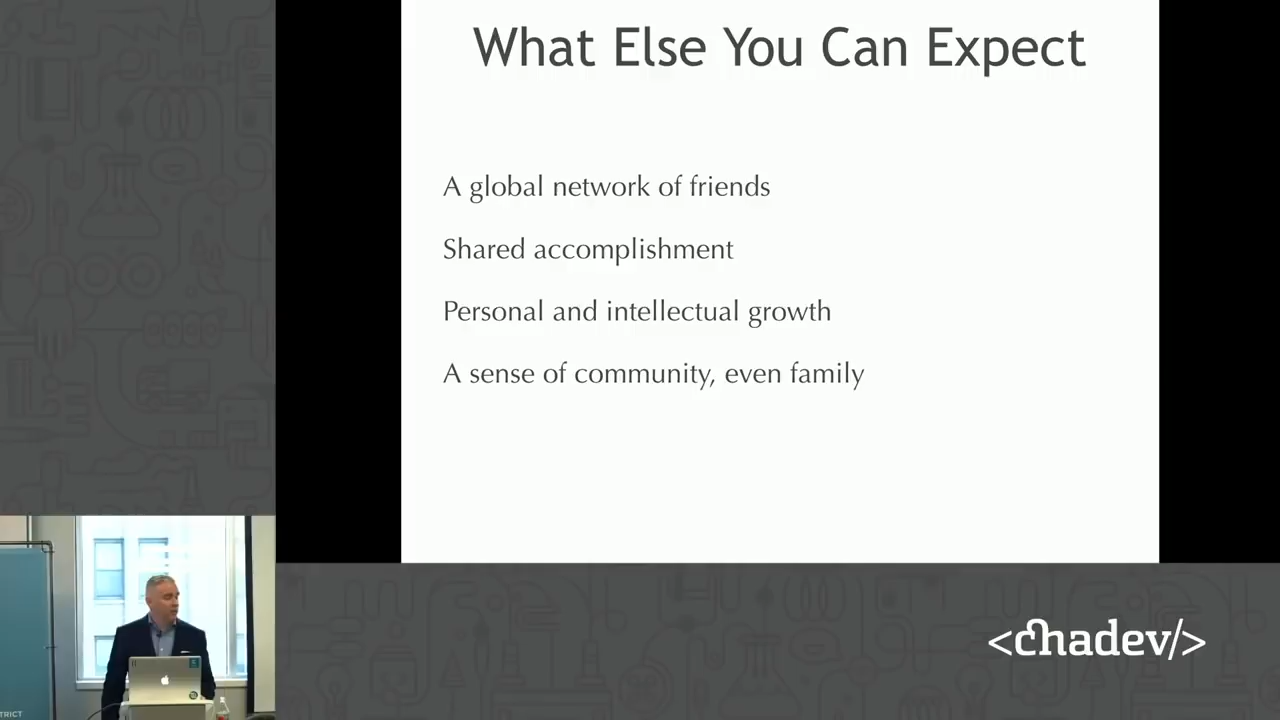 What Else You Can Expect
A global network of friends
Shared accomplishment
Personal and intellectual growth
A sense of community, even family
<chadev/>
TRICT